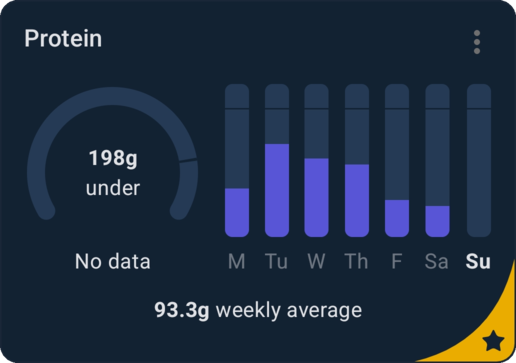 Protein
198g
under
No data
M Tu W Th F Sa Su
93.3g weekly average